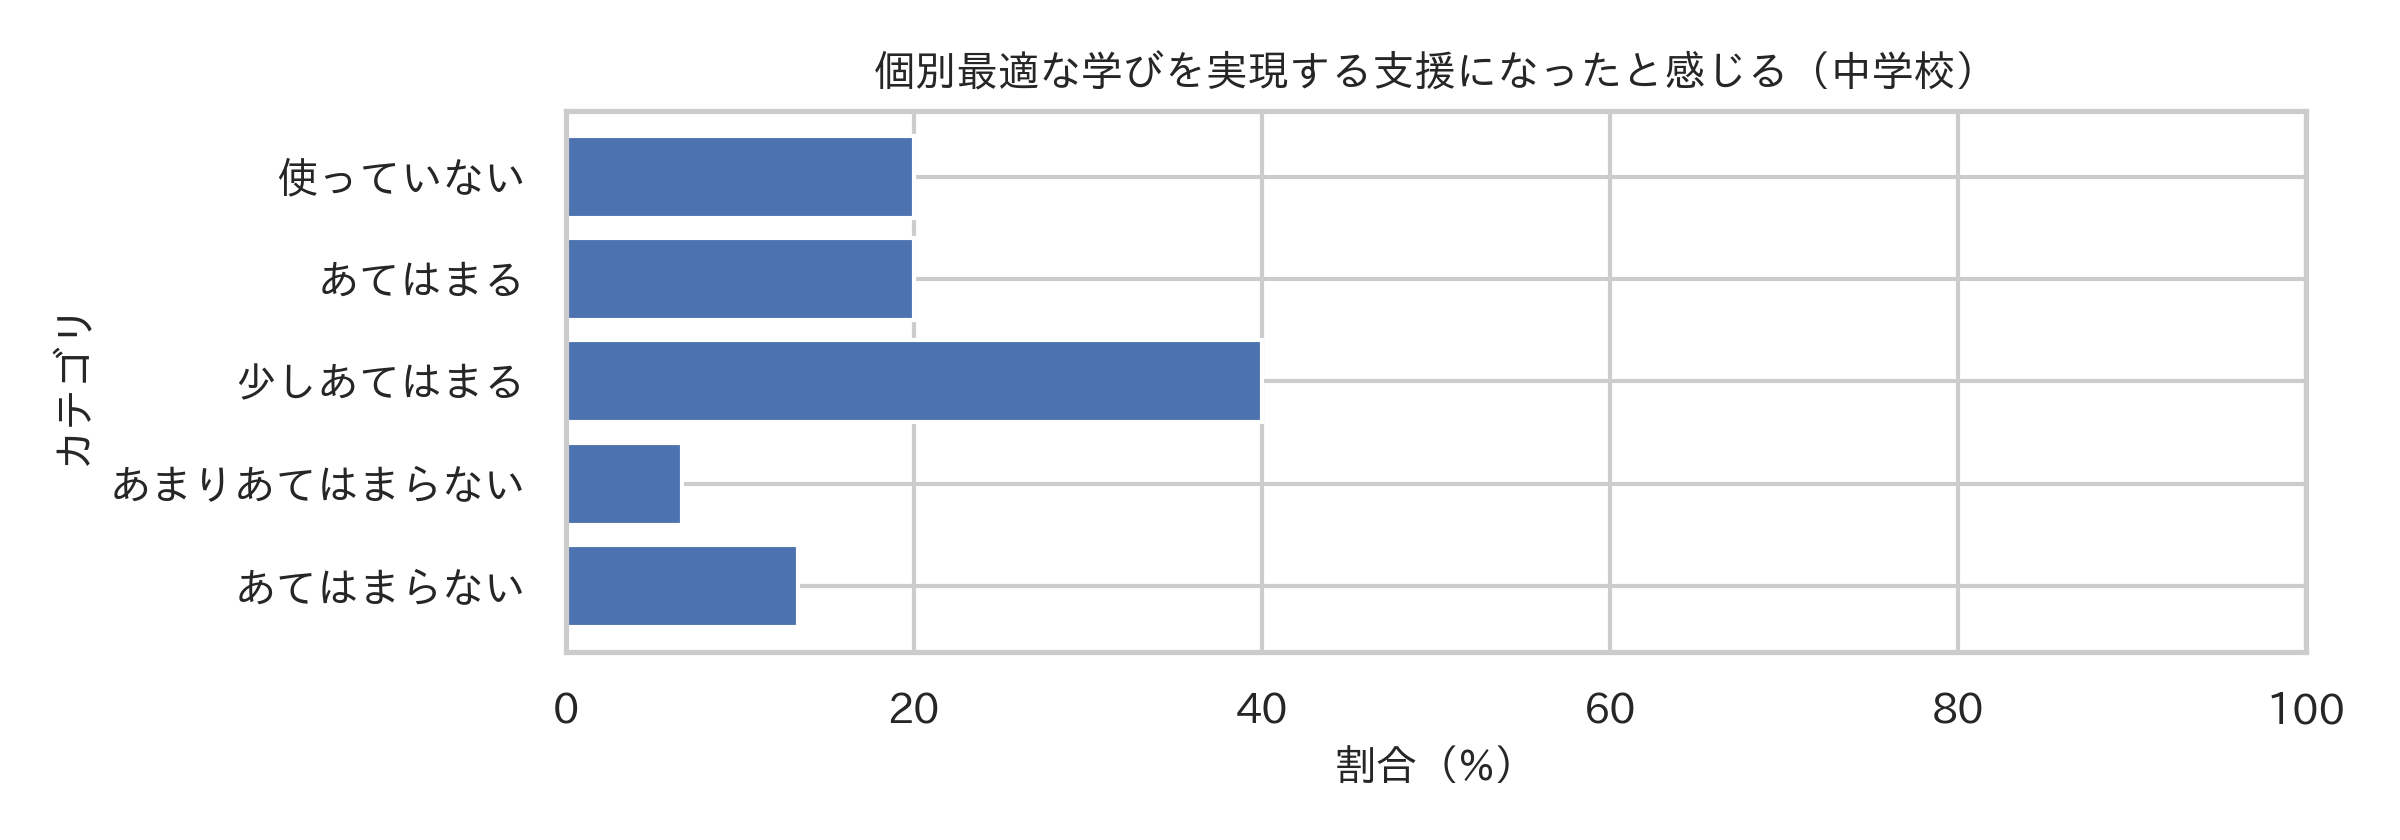 個別最適な学びを実現する支援になったと感じる（中学校）
カテゴリ
使っていない
あてはまる
少しあてはまる
あまりあてはまらない
あてはまらない
0 20 40 60 80 100
割合（%）